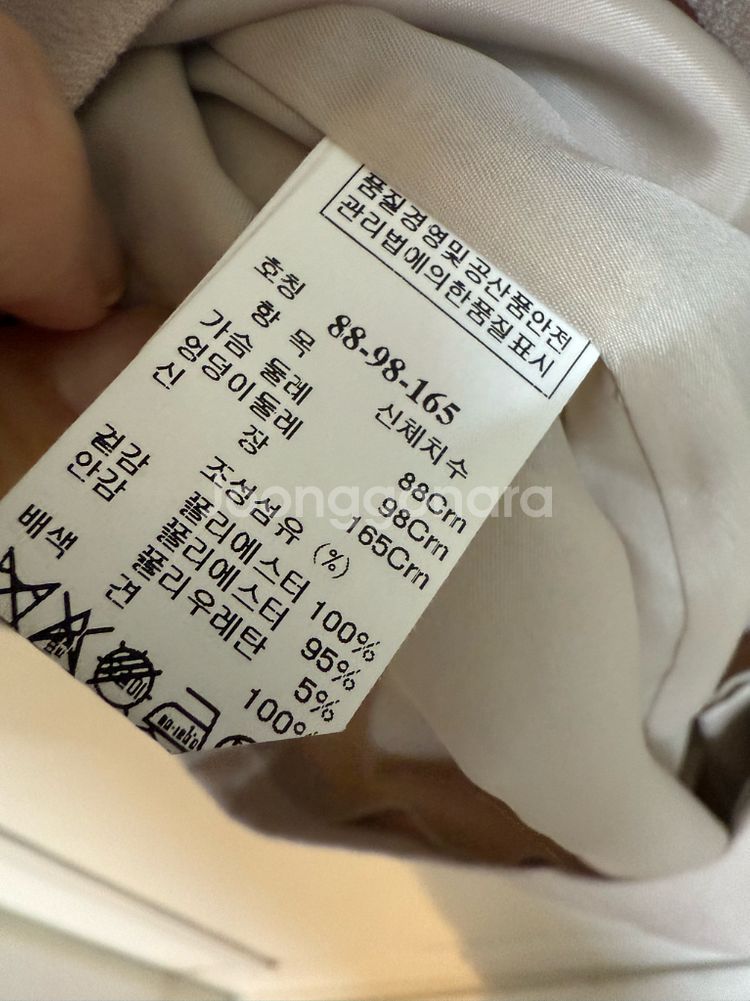 품질경영및공산품안전
관리법에의한품질표시
호칭 88-98-165
항 목 신체치수
가슴 둘레 88Cm
엉덩이둘레 98Cm
신 장 165Cm
조성섬유 (%)
겉감 폴리에스터 100%
안감 폴리에스터 95%
폴리우레탄 5%
배색 견 100%
Joonggonara